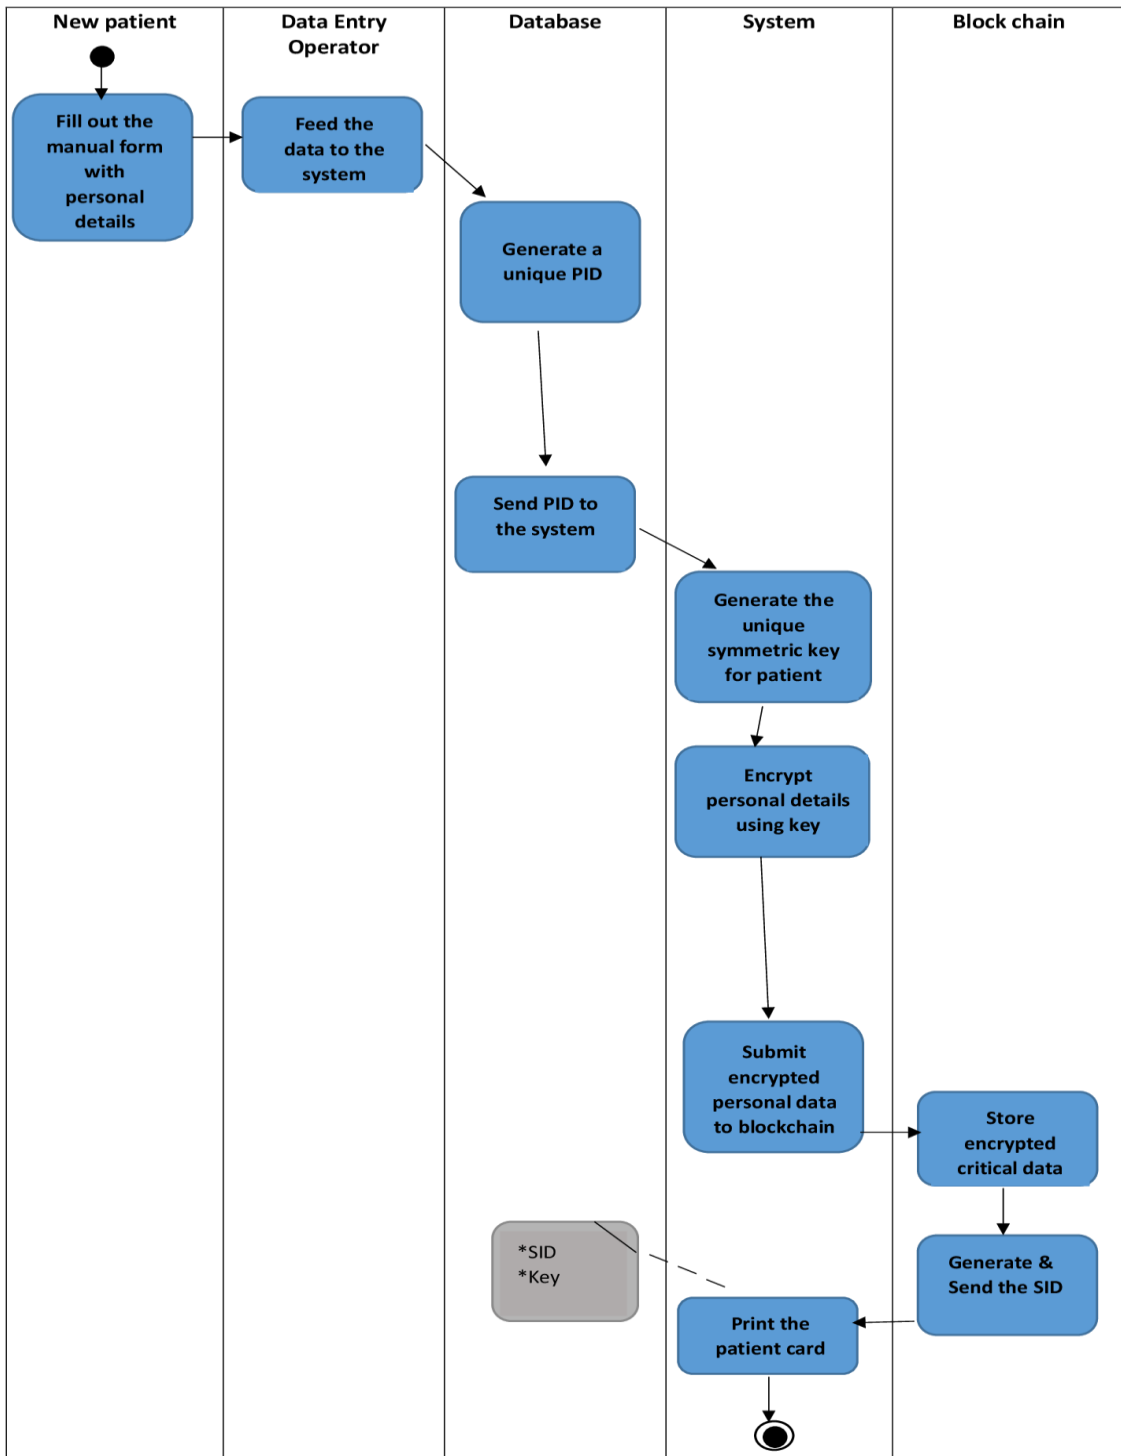 New patient
Data Entry
Operator
Database
System
Block chain
Fill out the
manual form
with
personal
details
Feed the
data to the
system
Generate a
unique PID
Send PID to
the system
Generate the
unique
symmetric key
for patient
Encrypt
personal details
using key
Submit
encrypted
personal data
to blockchain
Store
encrypted
critical data
*SID
*Key
Generate &
Send the SID
Print the
patient card